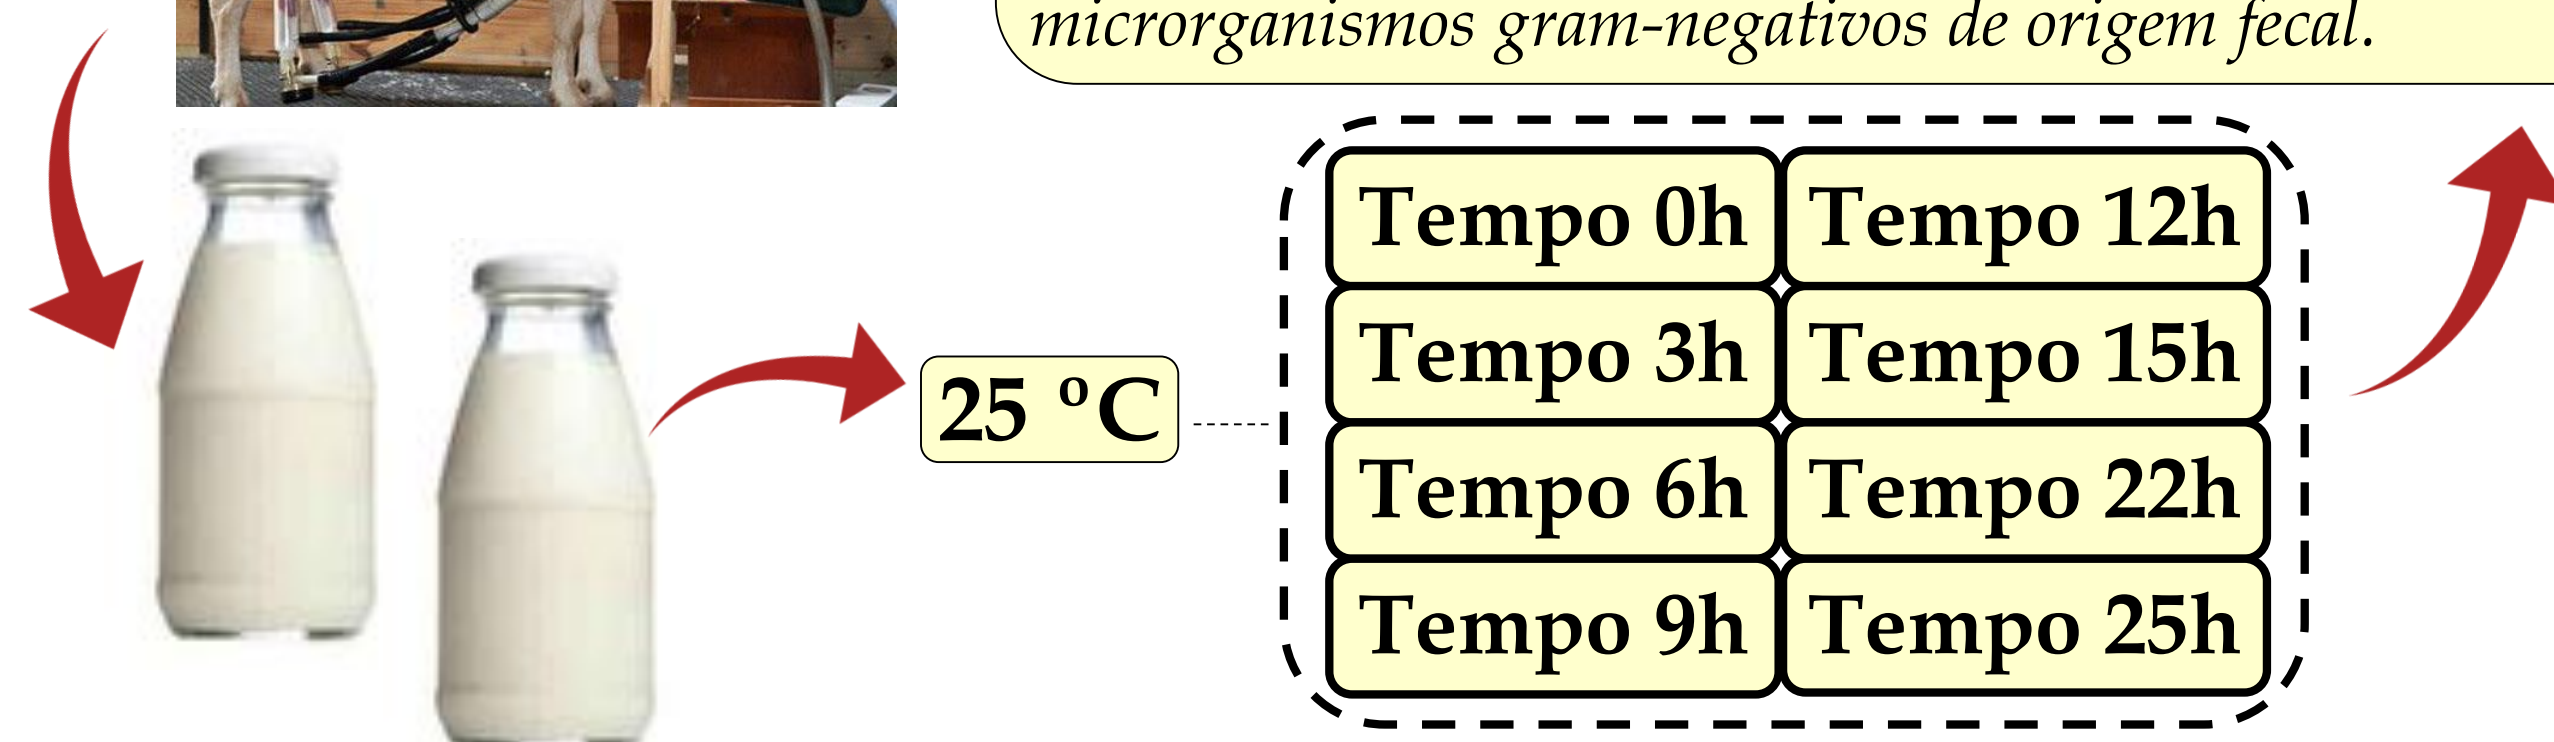 microrganismos gram-negativos de origem fecal.
25 ºC
Tempo 0h Tempo 12h
Tempo 3h Tempo 15h
Tempo 6h Tempo 22h
Tempo 9h Tempo 25h